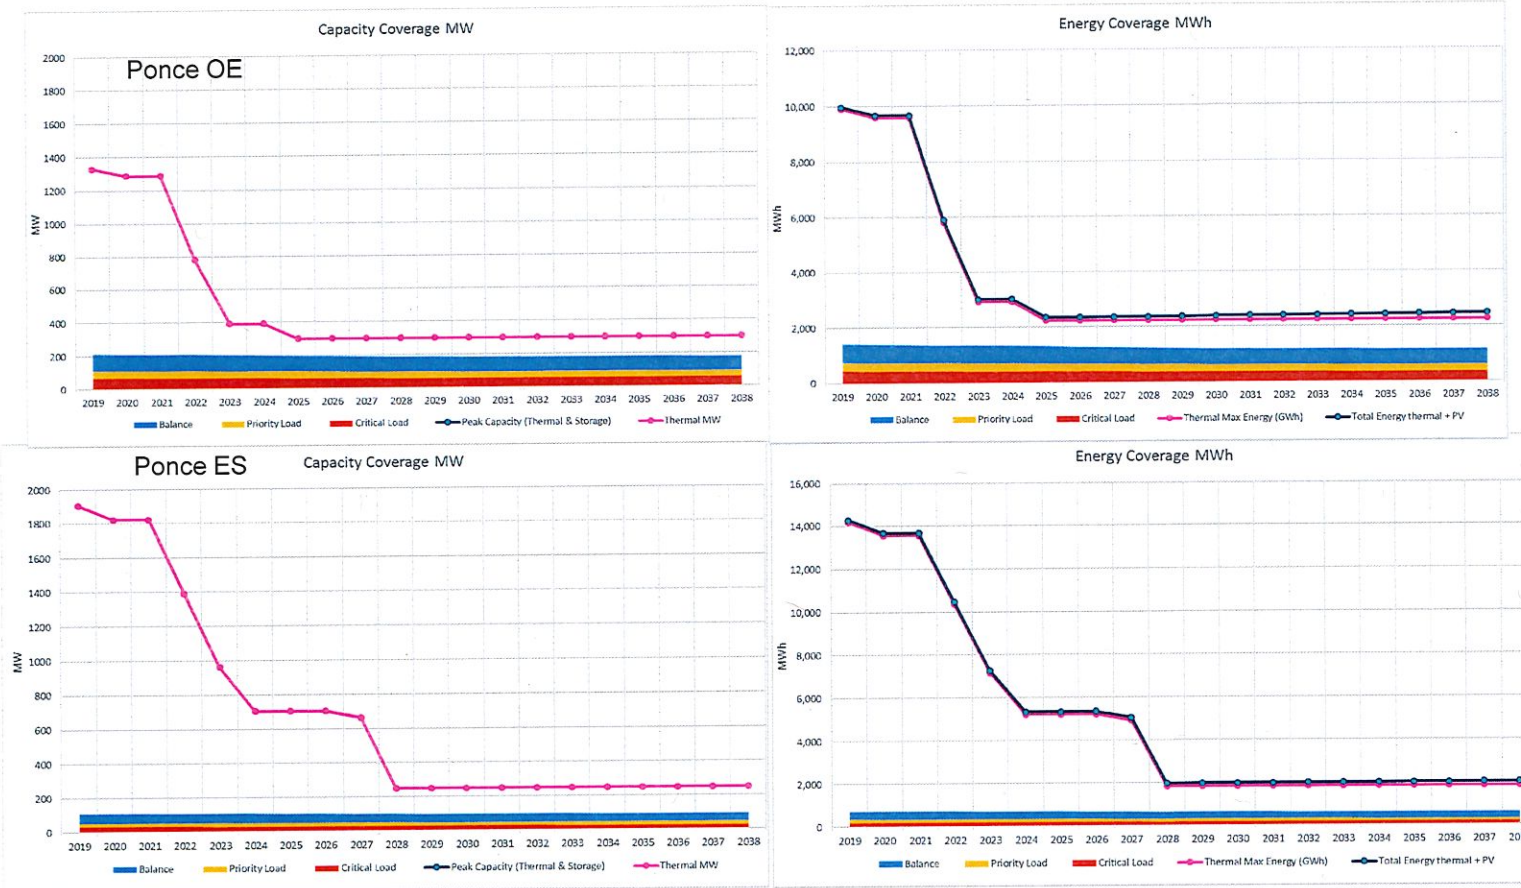 Capacity Coverage MW
Ponce OE
2000
1800
1600
1400
1200
1000
800
600
400
200
0
MW
2019 2020 2021 2022 2023 2024 2025 2026 2027 2028 2029 2030 2031 2032 2033 2034 2035 2036 2037 2038
Balance Priority Load Critical Load Peak Capacity (Thermal & Storage) Thermal MW
Energy Coverage MWh
12,000
10,000
8,000
6,000
4,000
2,000
0
MWh
2019 2020 2021 2022 2023 2024 2025 2026 2027 2028 2029 2030 2031 2032 2033 2034 2035 2036 2037 2038
Balance Priority Load Critical Load Thermal Max Energy (GWh) Total Energy thermal + PV
Ponce ES Capacity Coverage MW
2000
1800
1600
1400
1200
1000
800
600
400
200
0
MW
2019 2020 2021 2022 2023 2024 2025 2026 2027 2028 2029 2030 2031 2032 2033 2034 2035 2036 2037 2038
Balance Priority Load Critical Load Peak Capacity (Thermal & Storage) Thermal MW
Energy Coverage MWh
16,000
14,000
12,000
10,000
8,000
6,000
4,000
2,000
0
MWh
2019 2020 2021 2022 2023 2024 2025 2026 2027 2028 2029 2030 2031 2032 2033 2034 2035 2036 2037 20
Balance Priority Load Critical Load Thermal Max Energy (GWh) Total Energy thermal + PV